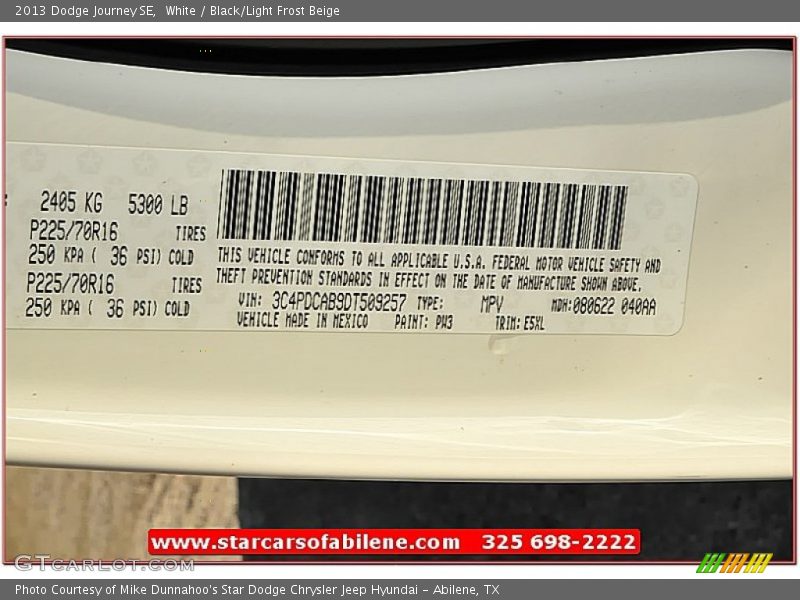 2013 Dodge Journey SE, White / Black/Light Frost Beige
2405 KG 5300 LB
P225/70R16 TIRES
250 KPA ( 36 PSI) COLD
P225/70R16 TIRES
250 KPA ( 36 PSI) COLD
THIS VEHICLE CONFORMS TO ALL APPLICABLE U.S.A. FEDERAL MOTOR VEHICLE SAFETY AND
THEFT PREVENTION STANDARDS IN EFFECT ON THE DATE OF MANUFACTURE SHOWN ABOVE.
VIN: 3C4PDCAB9DT509257 TYPE: MPV MDH:080622 040AA
VEHICLE MADE IN MEXICO PAINT: PW3 TRIM: E5XL
www.starcarsofabilene.com 325 698-2222
GTCARLOT.COM
Photo Courtesy of Mike Dunnahoo's Star Dodge Chrysler Jeep Hyundai - Abilene, TX